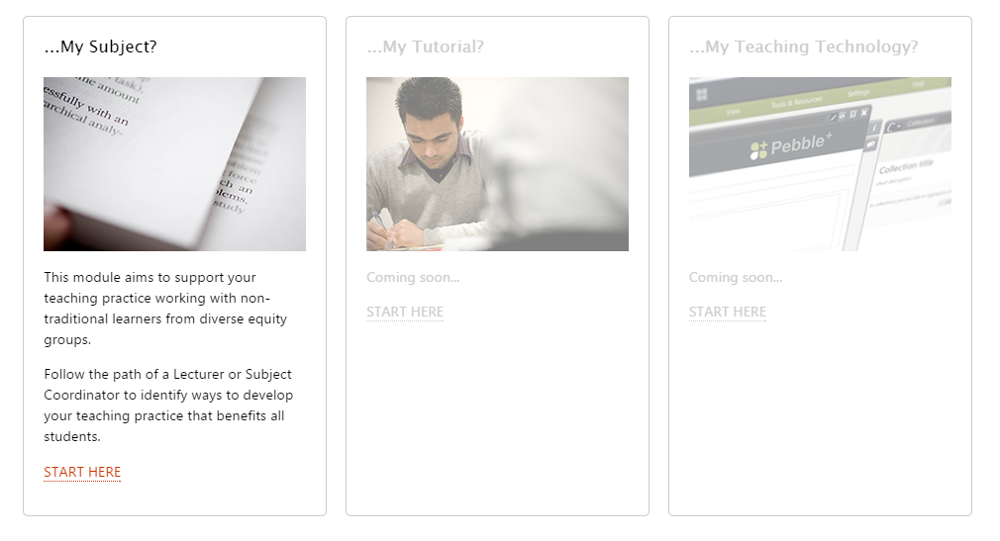 ...My Subject?
...My Tutorial?
...My Teaching Technology?
task),
me amount
essfully with an
archical analy-
force
ch an
blems,
study
View
Tools & Resources
Settings
Help
Pebble+
Collection
Collection title
short description
This module aims to support your
teaching practice working with non-
traditional learners from diverse equity
groups.
Follow the path of a Lecturer or Subject
Coordinator to identify ways to develop
your teaching practice that benefits all
students.
START HERE
Coming soon...
START HERE
Coming soon...
START HERE